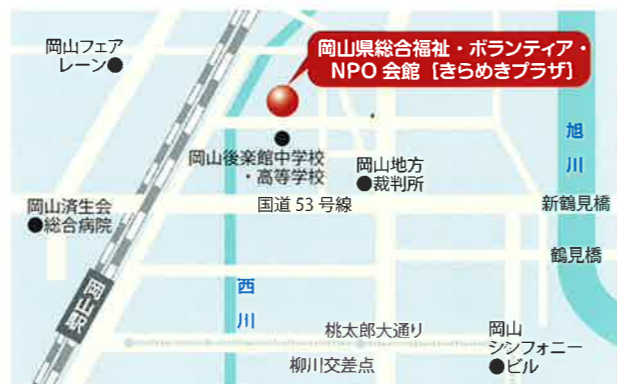 岡山フェア
レーン●
岡山県総合福祉・ボランティア・
NPO会館［きらめきプラザ］
旭川
岡山後楽館中学校
・高等学校
岡山地方
●裁判所
岡山済生会
●総合病院
国道53号線
新鶴見橋
鶴見橋
岡山駅
西川
桃太郎大通り
柳川交差点
岡山
シンフォニー
●ビル